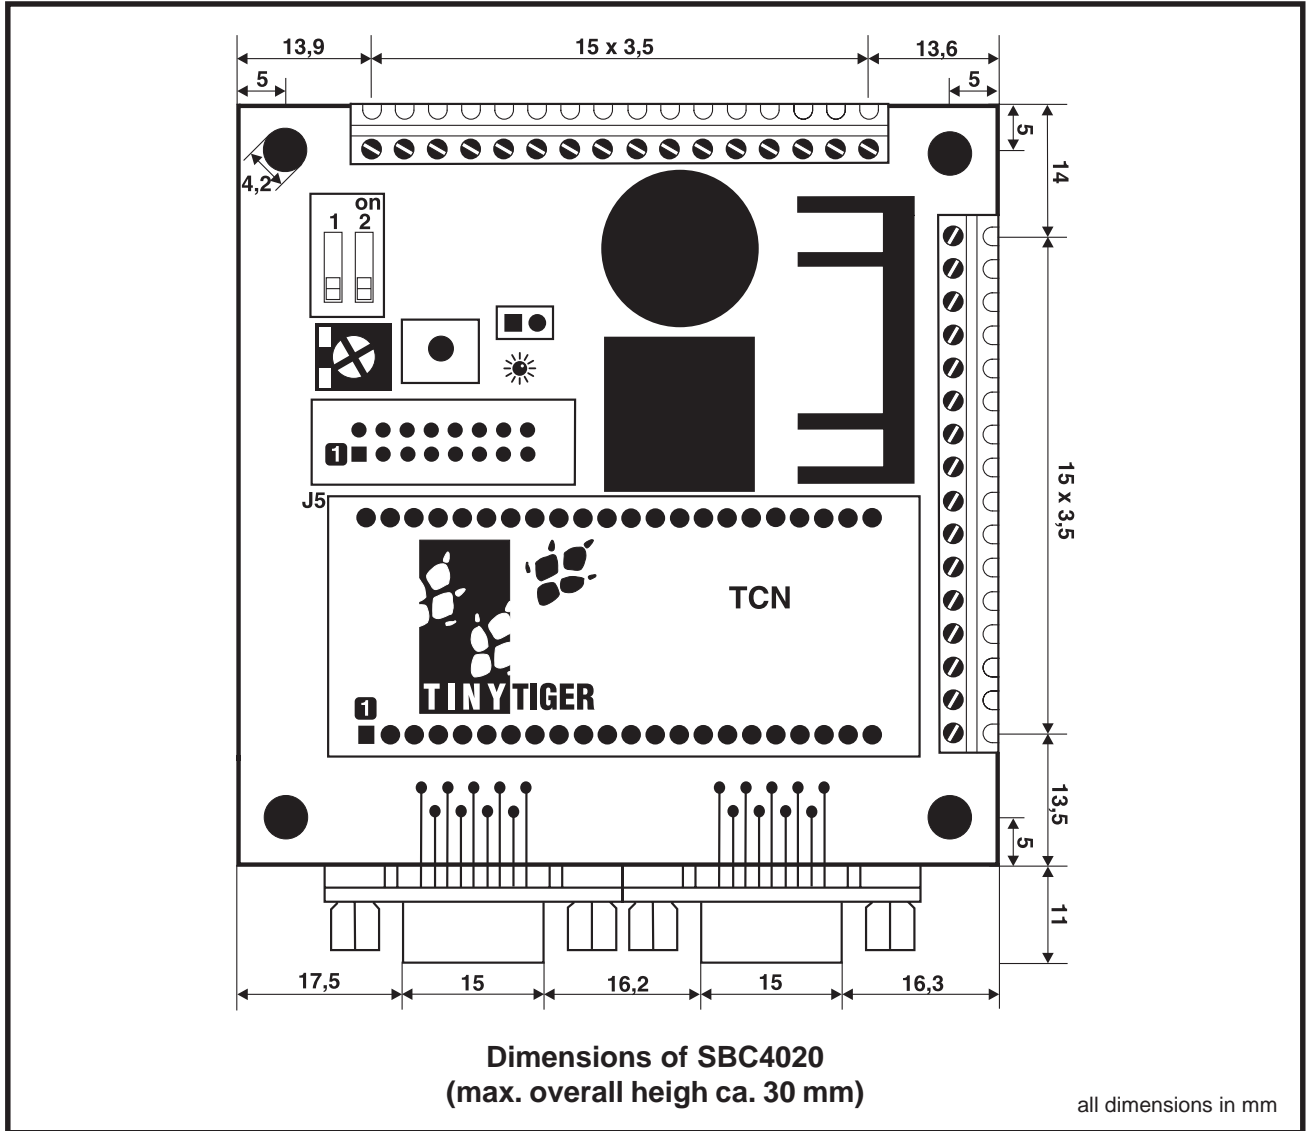 13,9
15 x 3,5
13,6
5
5
5
14
4,2
on
1 2
15 x 3,5
1
J5
TCN
TINYTIGER
1
13,5
5
11
17,5
15
16,2
15
16,3
Dimensions of SBC4020
(max. overall heigh ca. 30 mm)
all dimensions in mm